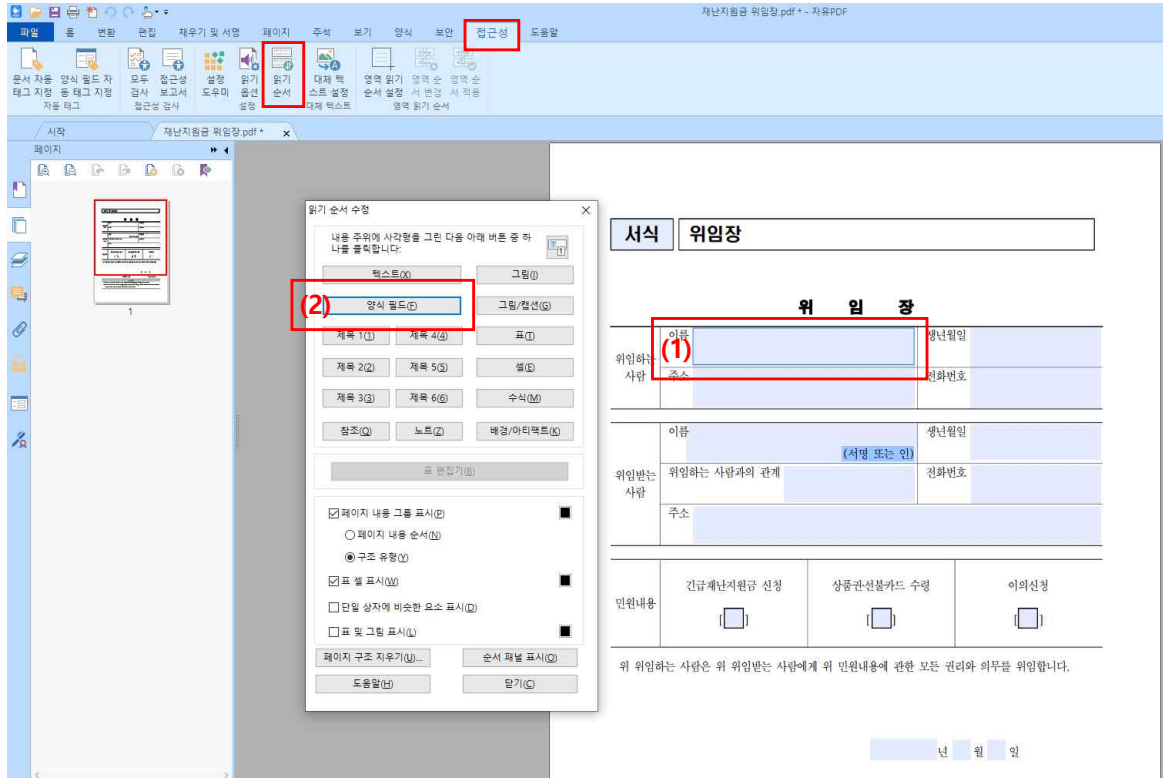 재난지원금 위임장.pdf * - 자유PDF
파일 홈 변환 편집 채우기 및 서명 페이지 주석 보기 양식 보안 접근성 도움말
문서 자동 태그 지정
양식 필드 자동 태그 지정
모두 검사
접근성 보고서
설정 도우미
읽기 옵션
읽기 순서
대체 텍스트 설정
영역 읽기 순서 설정
영역 순서 변경
영역 순서 적용
자동 태그 접근성 검사 설정 대체 텍스트 영역 읽기 순서
시작 재난지원금 위임장.pdf * x
페이지
1
읽기 순서 수정
내용 주위에 사각형을 그린 다음 아래 버튼 중 하
나를 클릭합니다:
텍스트(X) 그림(I)
(2) 양식 필드(F) 그림/캡션(G)
제목 1(1) 제목 4(4) 표(T)
제목 2(2) 제목 5(5) 셀(E)
제목 3(3) 제목 6(6) 수식(M)
참조(Q) 노트(Z) 배경/아티팩트(K)
표 편집기(B)
페이지 내용 그룹 표시(P)
페이지 내용 순서(N)
구조 유형(Y)
표 셀 표시(W)
단일 상자에 비슷한 요소 표시(D)
표 및 그림 표시(L)
페이지 구조 지우기(U)... 순서 패널 표시(O)
도움말(H) 닫기(C)
서식 위임장
위 임 장
위임하는 사람
이름 (1) 생년월일
주소 전화번호
위임받는 사람
이름 (서명 또는 인) 생년월일
위임하는 사람과의 관계 전화번호
주소
민원내용
긴급재난지원금 신청 상품권·선불카드 수령 이의신청
[ ] [ ] [ ]
위 위임하는 사람은 위 위임받는 사람에게 위 민원내용에 관한 모든 권리와 의무를 위임합니다.
년 월 일